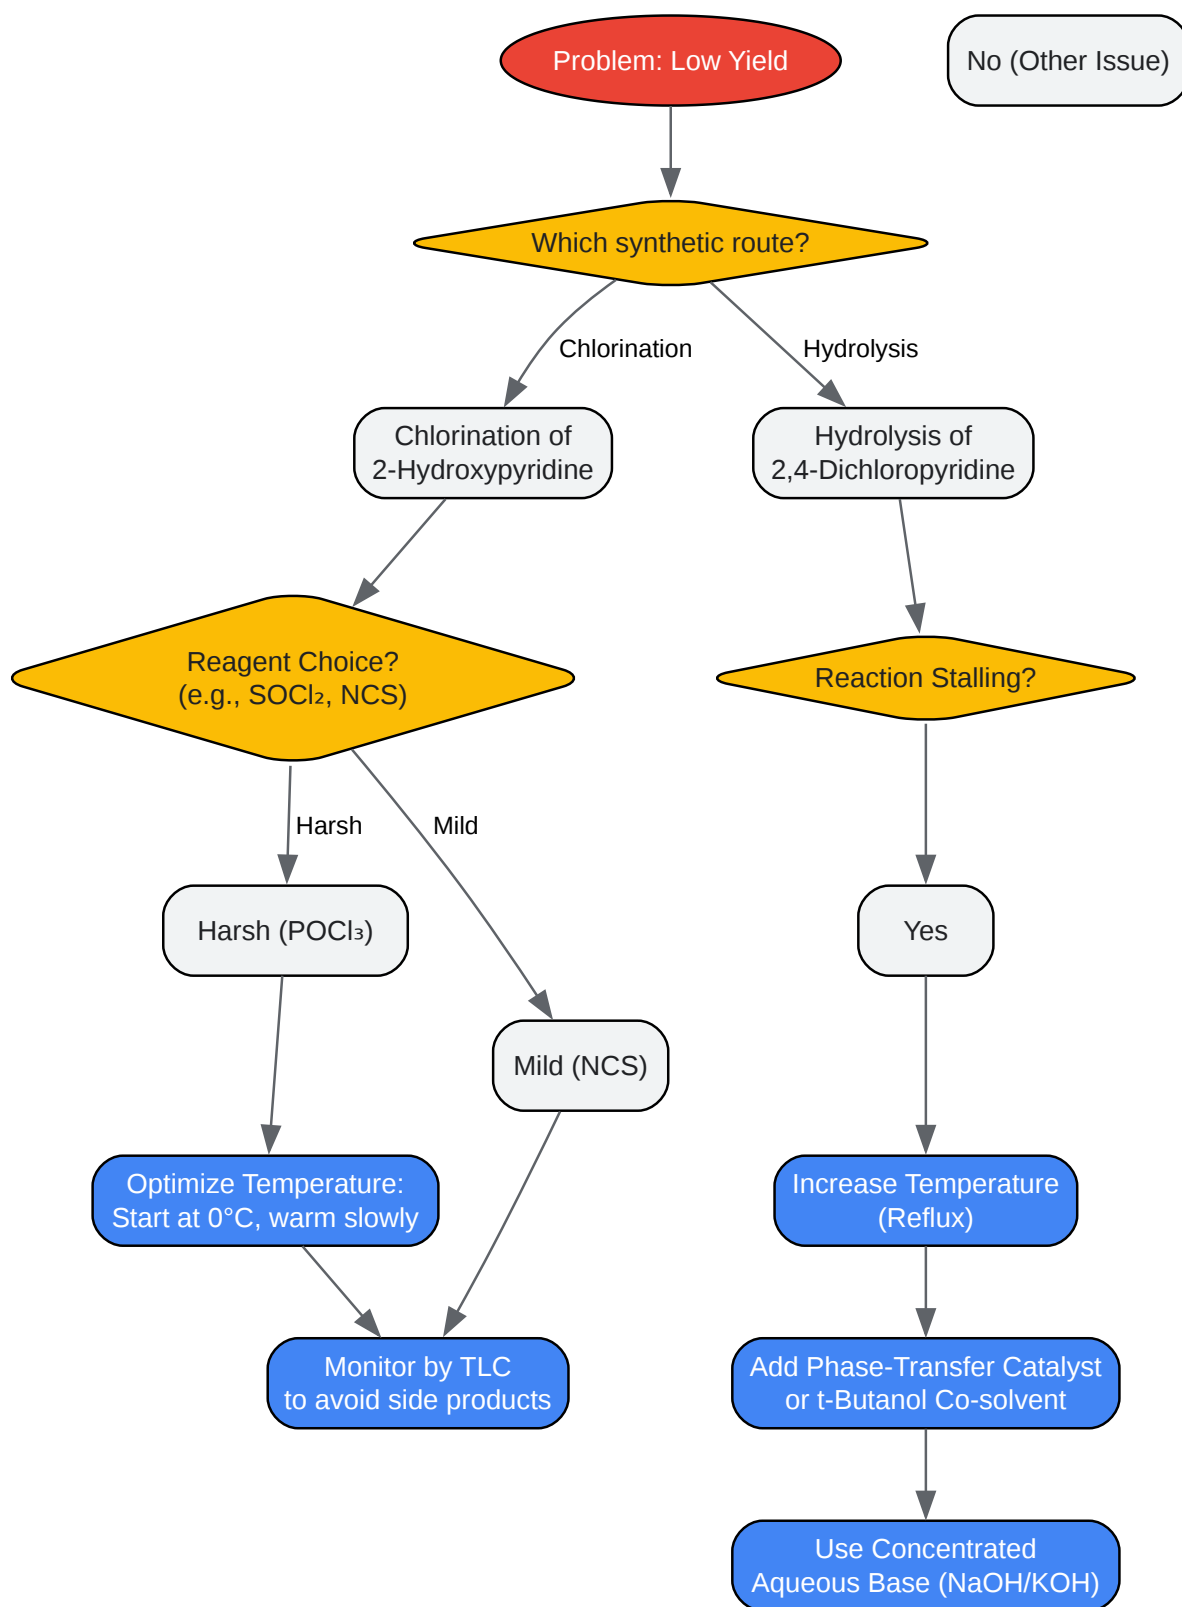 Problem: Low Yield
No (Other Issue)
Which synthetic route?
Chlorination
Hydrolysis
Chlorination of
2-Hydroxypyridine
Hydrolysis of
2,4-Dichloropyridine
Reagent Choice?
(e.g., SOCl₂, NCS)
Reaction Stalling?
Harsh
Mild
Harsh (POCl₃)
Yes
Mild (NCS)
Optimize Temperature:
Start at 0°C, warm slowly
Increase Temperature
(Reflux)
Monitor by TLC
to avoid side products
Add Phase-Transfer Catalyst
or t-Butanol Co-solvent
Use Concentrated
Aqueous Base (NaOH/KOH)